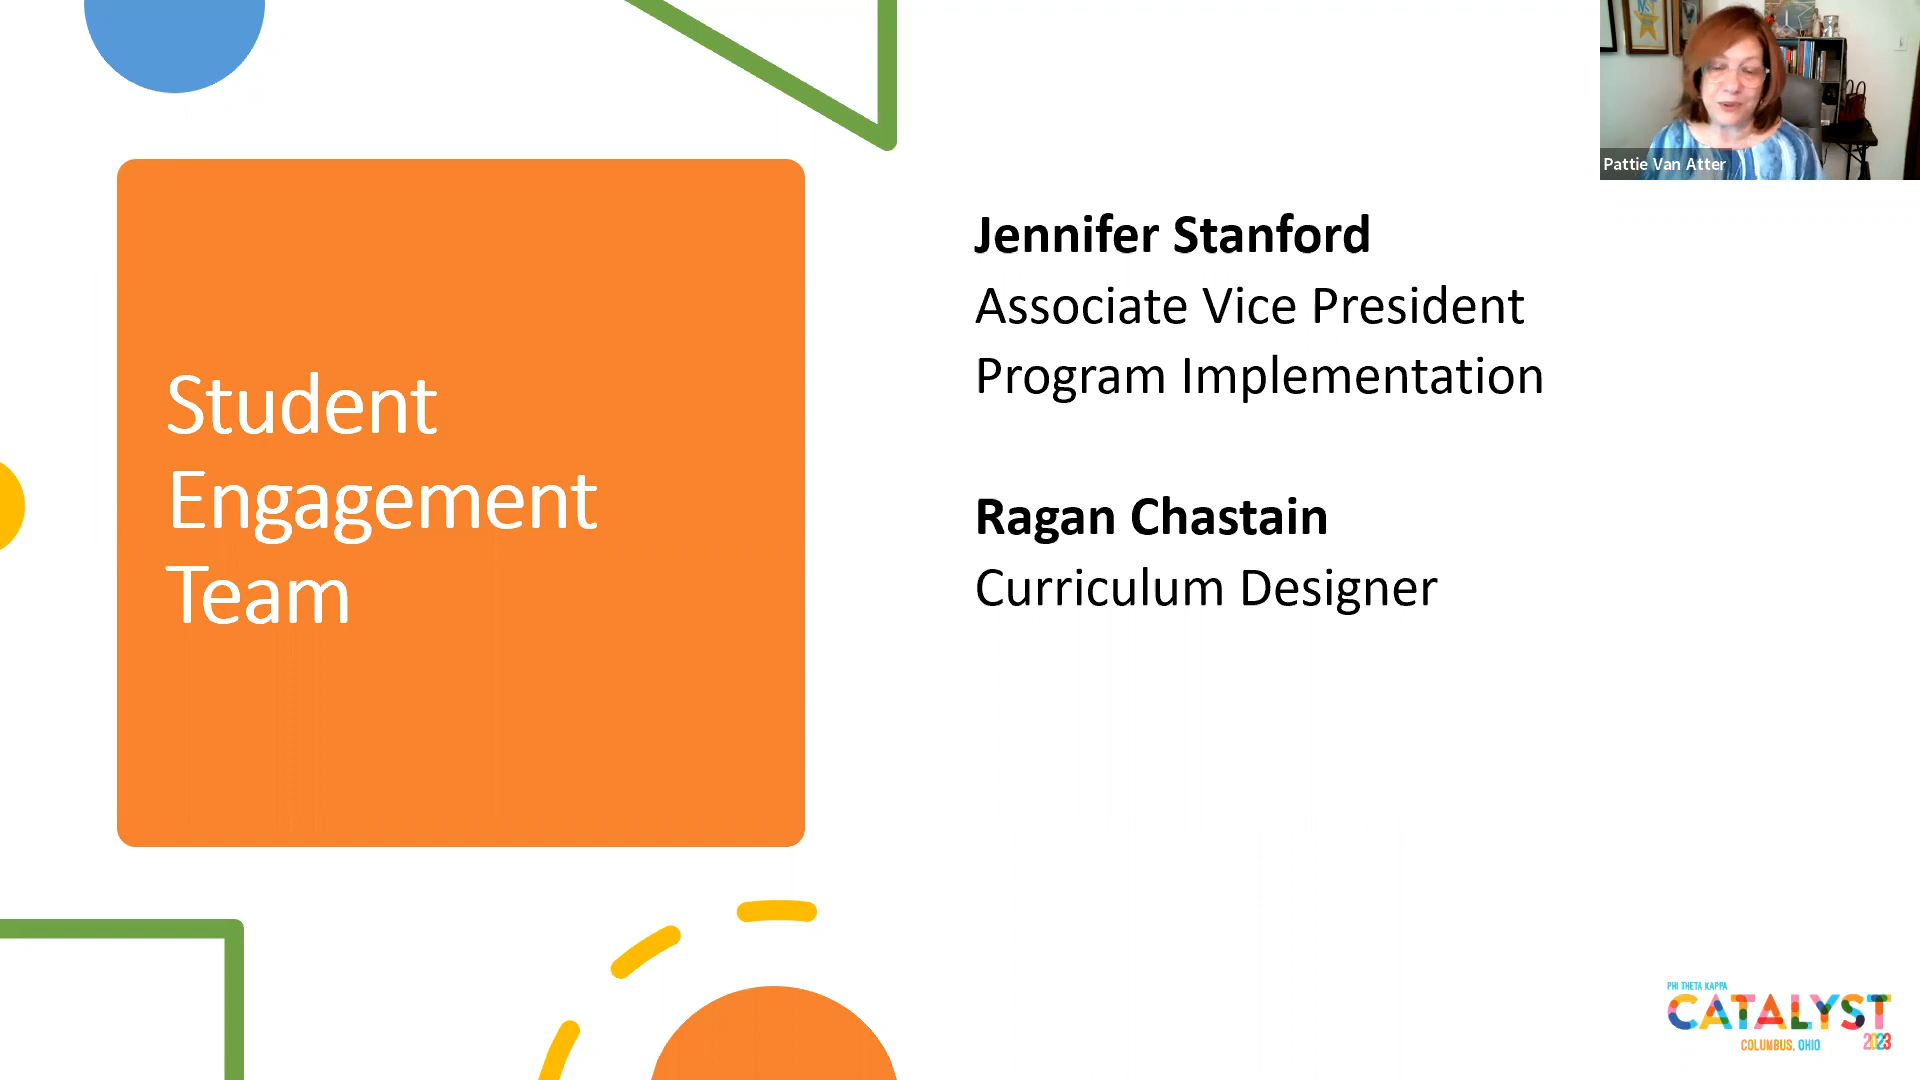 Student
Engagement
Team
Jennifer Stanford
Associate Vice President
Program Implementation
Ragan Chastain
Curriculum Designer
Pattie Van Atter
PHI THETA KAPPA
CATALYST
COLUMBUS, OHIO
2023